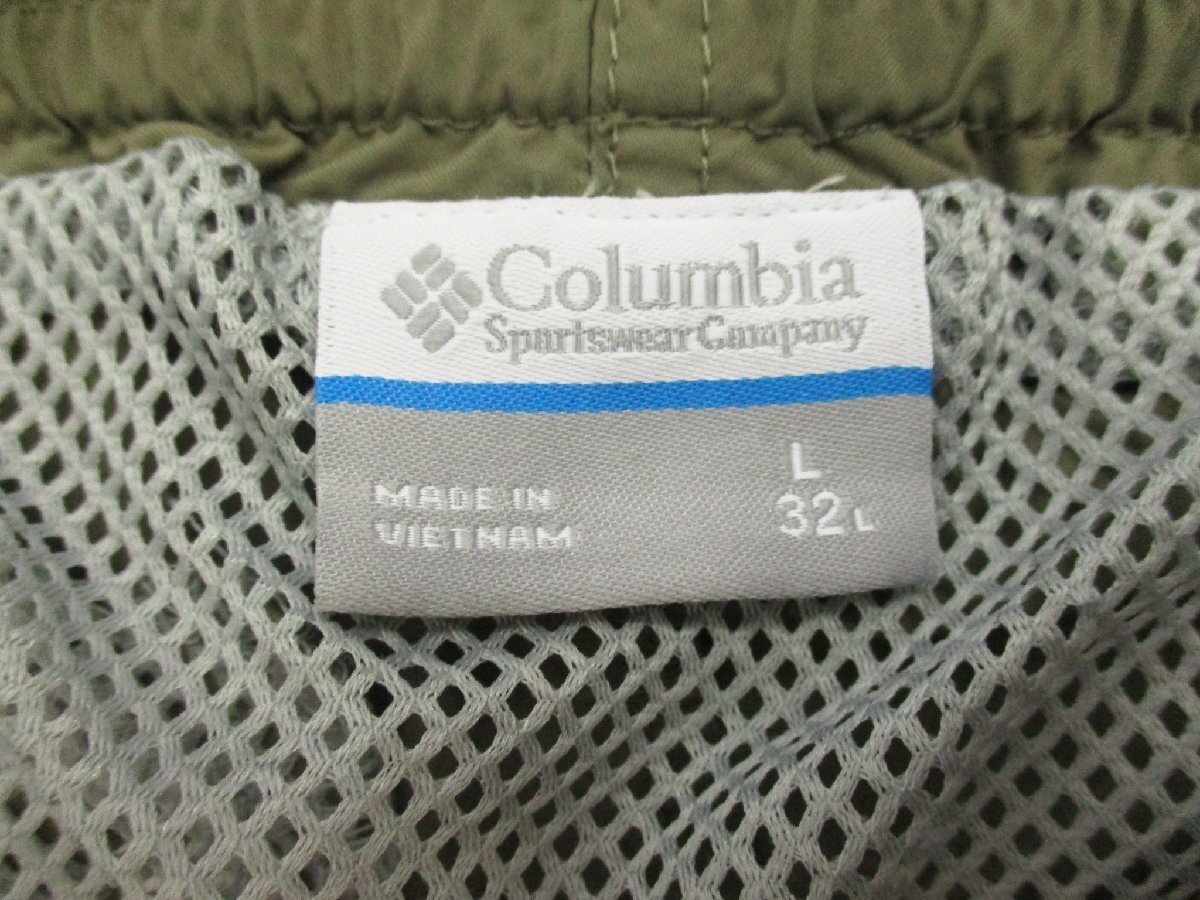 Columbia
Sportswear Company
MADE IN
VIETNAM
L
32L